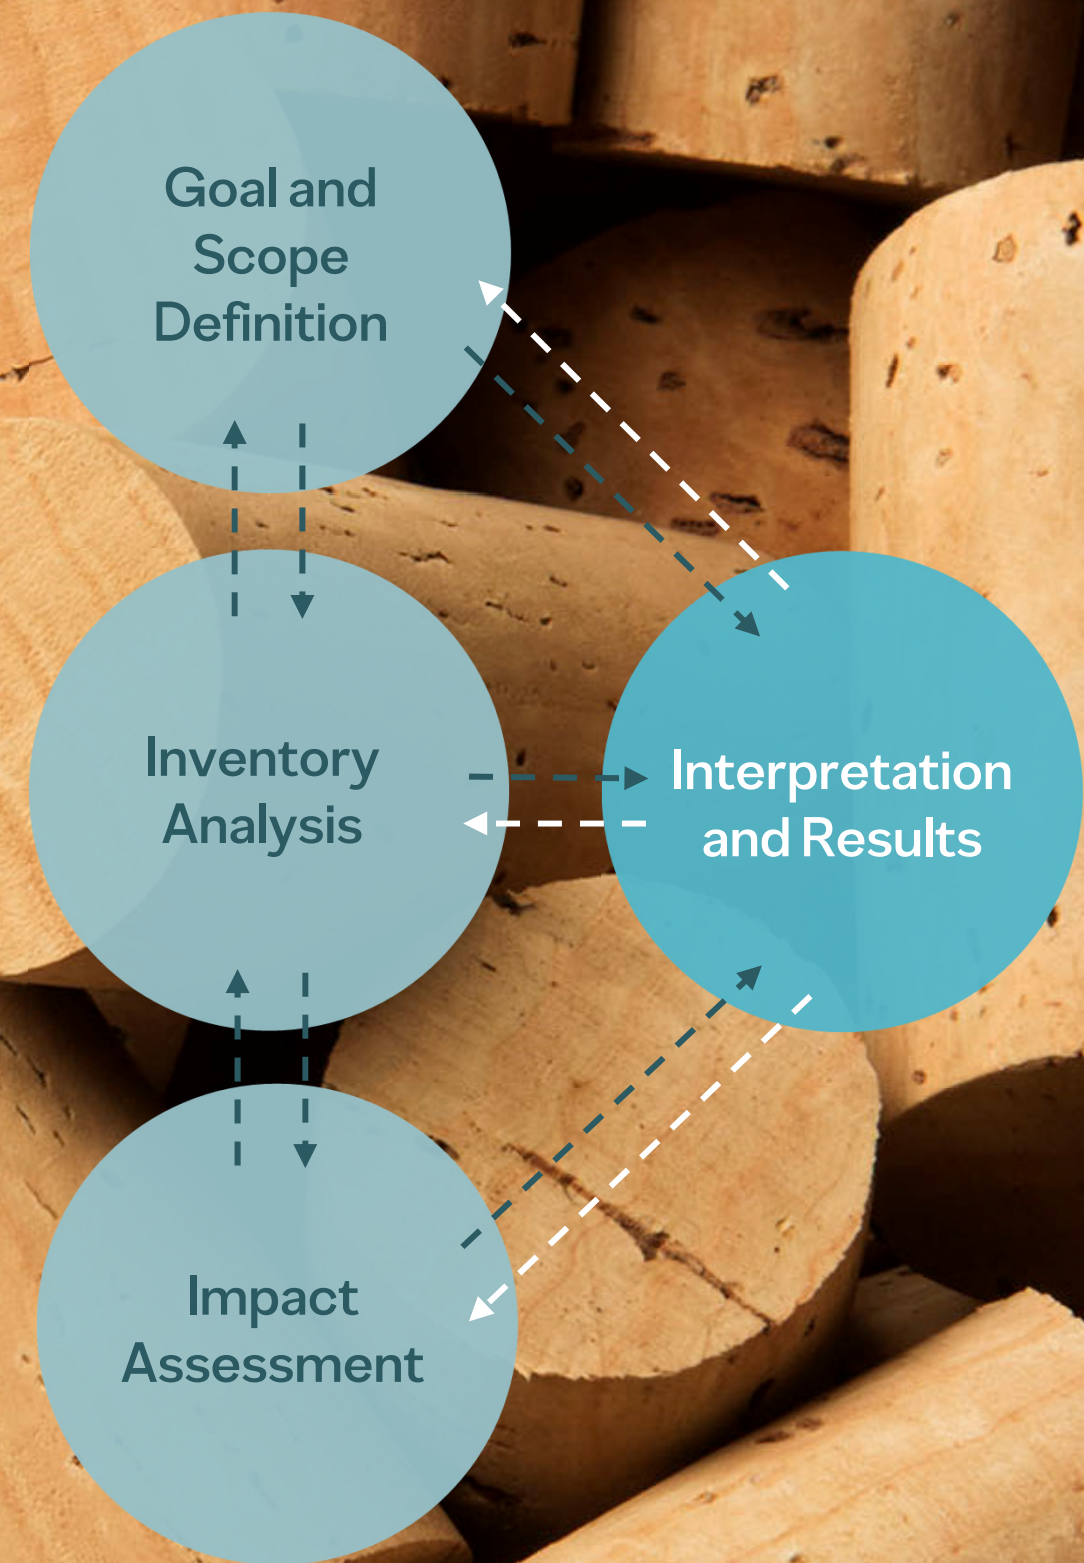 Goal and
Scope
Definition
Inventory
Analysis
Interpretation
and Results
Impact
Assessment